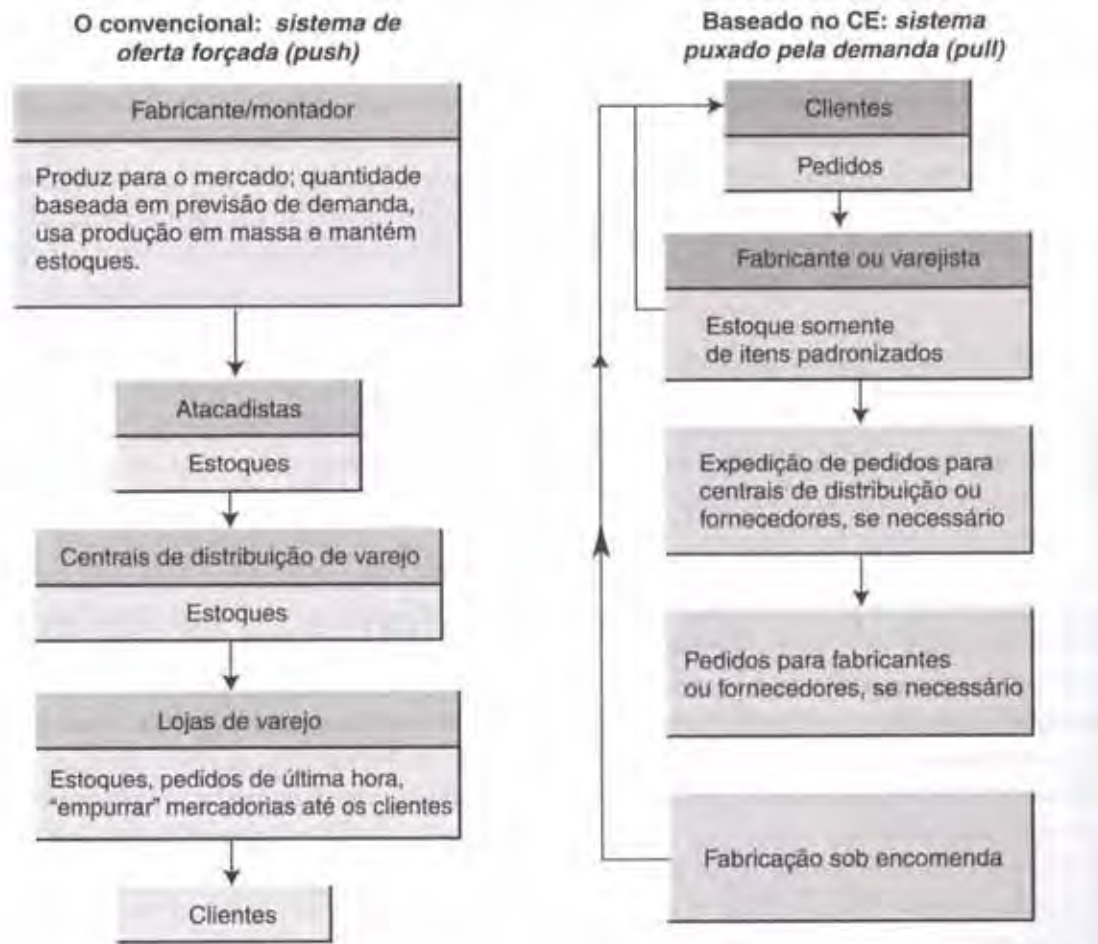 O convencional: sistema de
oferta forçada (push)
Fabricante/montador
Produz para o mercado; quantidade
baseada em previsão de demanda,
usa produção em massa e mantém
estoques.
Atacadistas
Estoques
Centrais de distribuição de varejo
Estoques
Lojas de varejo
Estoques, pedidos de última hora,
“empurrar” mercadorias até os clientes
Clientes
Baseado no CE: sistema
puxado pela demanda (pull)
Clientes
Pedidos
Fabricante ou varejista
Estoque somente
de itens padronizados
Expedição de pedidos para
centrais de distribuição ou
fornecedores, se necessário
Pedidos para fabricantes
ou fornecedores, se necessário
Fabricação sob encomenda